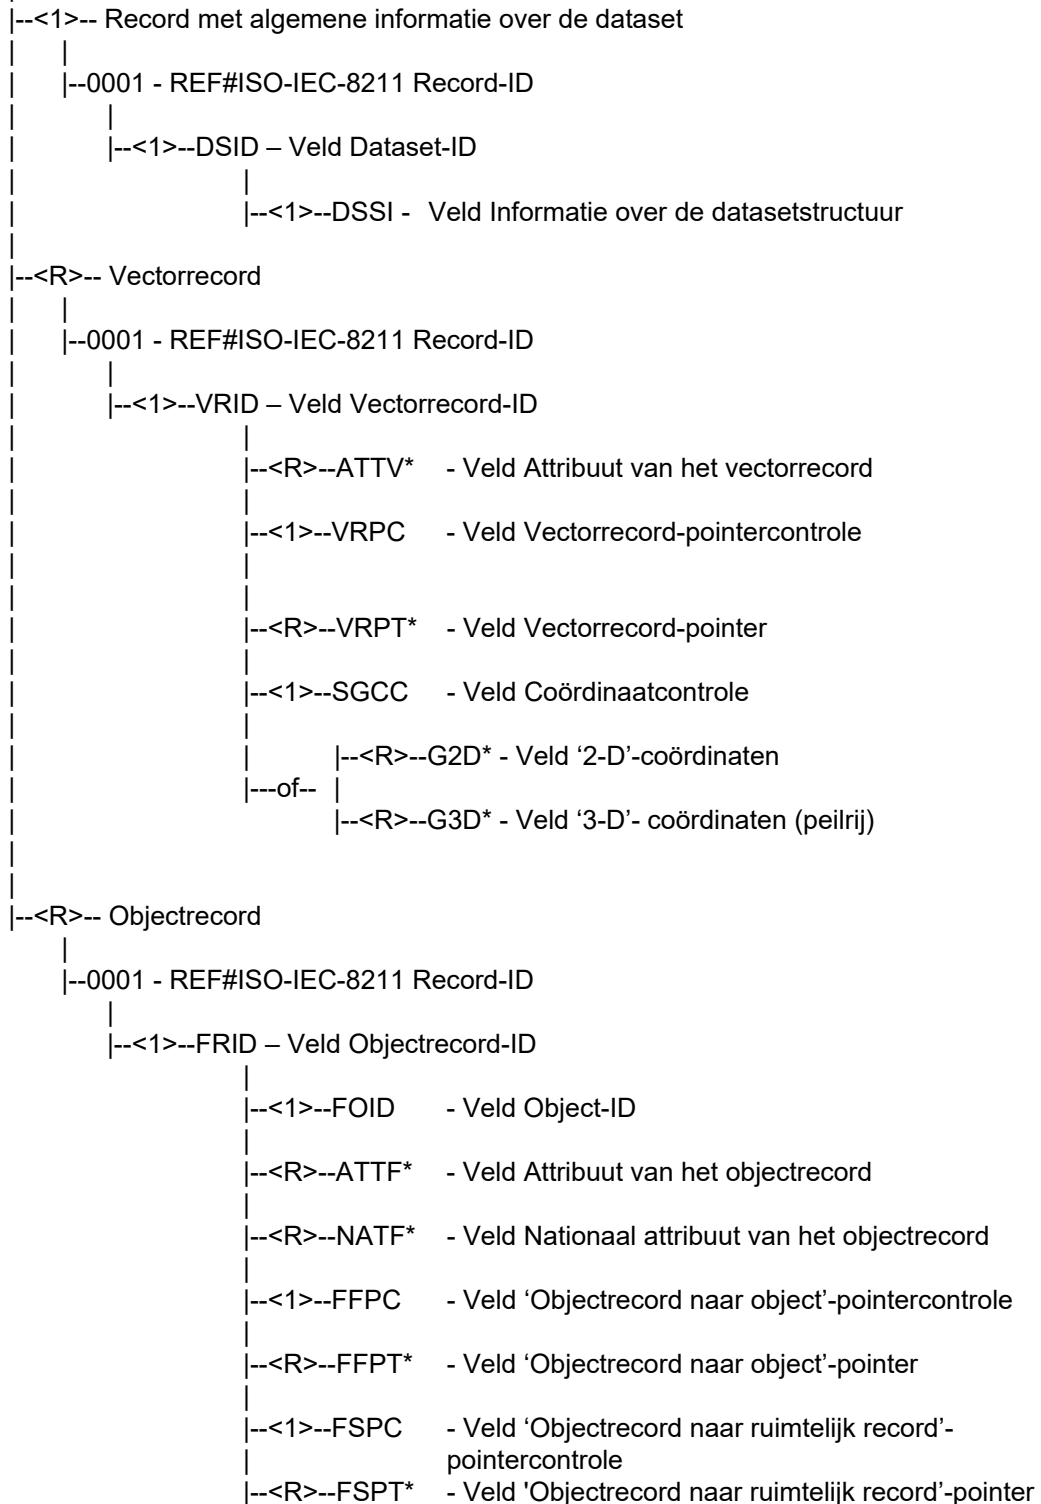 |--<1>-- Record met algemene informatie over de dataset
| |
| |--0001 - REF#ISO-IEC-8211 Record-ID
| |
| |--<1>--DSID – Veld Dataset-ID
| |
| |--<1>--DSSI - Veld Informatie over de datasetstructuur
|
|--<R>-- Vectorrecord
| |
| |--0001 - REF#ISO-IEC-8211 Record-ID
| |
| |--<1>--VRID – Veld Vectorrecord-ID
| |
| |--<R>--ATTV* - Veld Attribuut van het vectorrecord
| |
| |--<1>--VRPC - Veld Vectorrecord-pointercontrole
| |
| |
| |--<R>--VRPT* - Veld Vectorrecord-pointer
| |
| |--<1>--SGCC - Veld Coördinaatcontrole
| |
| | |--<R>--G2D* - Veld ‘2-D’-coördinaten
| |---of-- |
| |--<R>--G3D* - Veld ‘3-D’- coördinaten (peilrij)
|
|
|--<R>-- Objectrecord
|
|--0001 - REF#ISO-IEC-8211 Record-ID
|
|--<1>--FRID – Veld Objectrecord-ID
|
|--<1>--FOID - Veld Object-ID
|
|--<R>--ATTF* - Veld Attribuut van het objectrecord
|
|--<R>--NATF* - Veld Nationaal attribuut van het objectrecord
|
|--<1>--FFPC - Veld ‘Objectrecord naar object’-pointercontrole
|
|--<R>--FFPT* - Veld ‘Objectrecord naar object’-pointer
|
|--<1>--FSPC - Veld ‘Objectrecord naar ruimtelijk record’-
| pointercontrole
|--<R>--FSPT* - Veld 'Objectrecord naar ruimtelijk record’-pointer